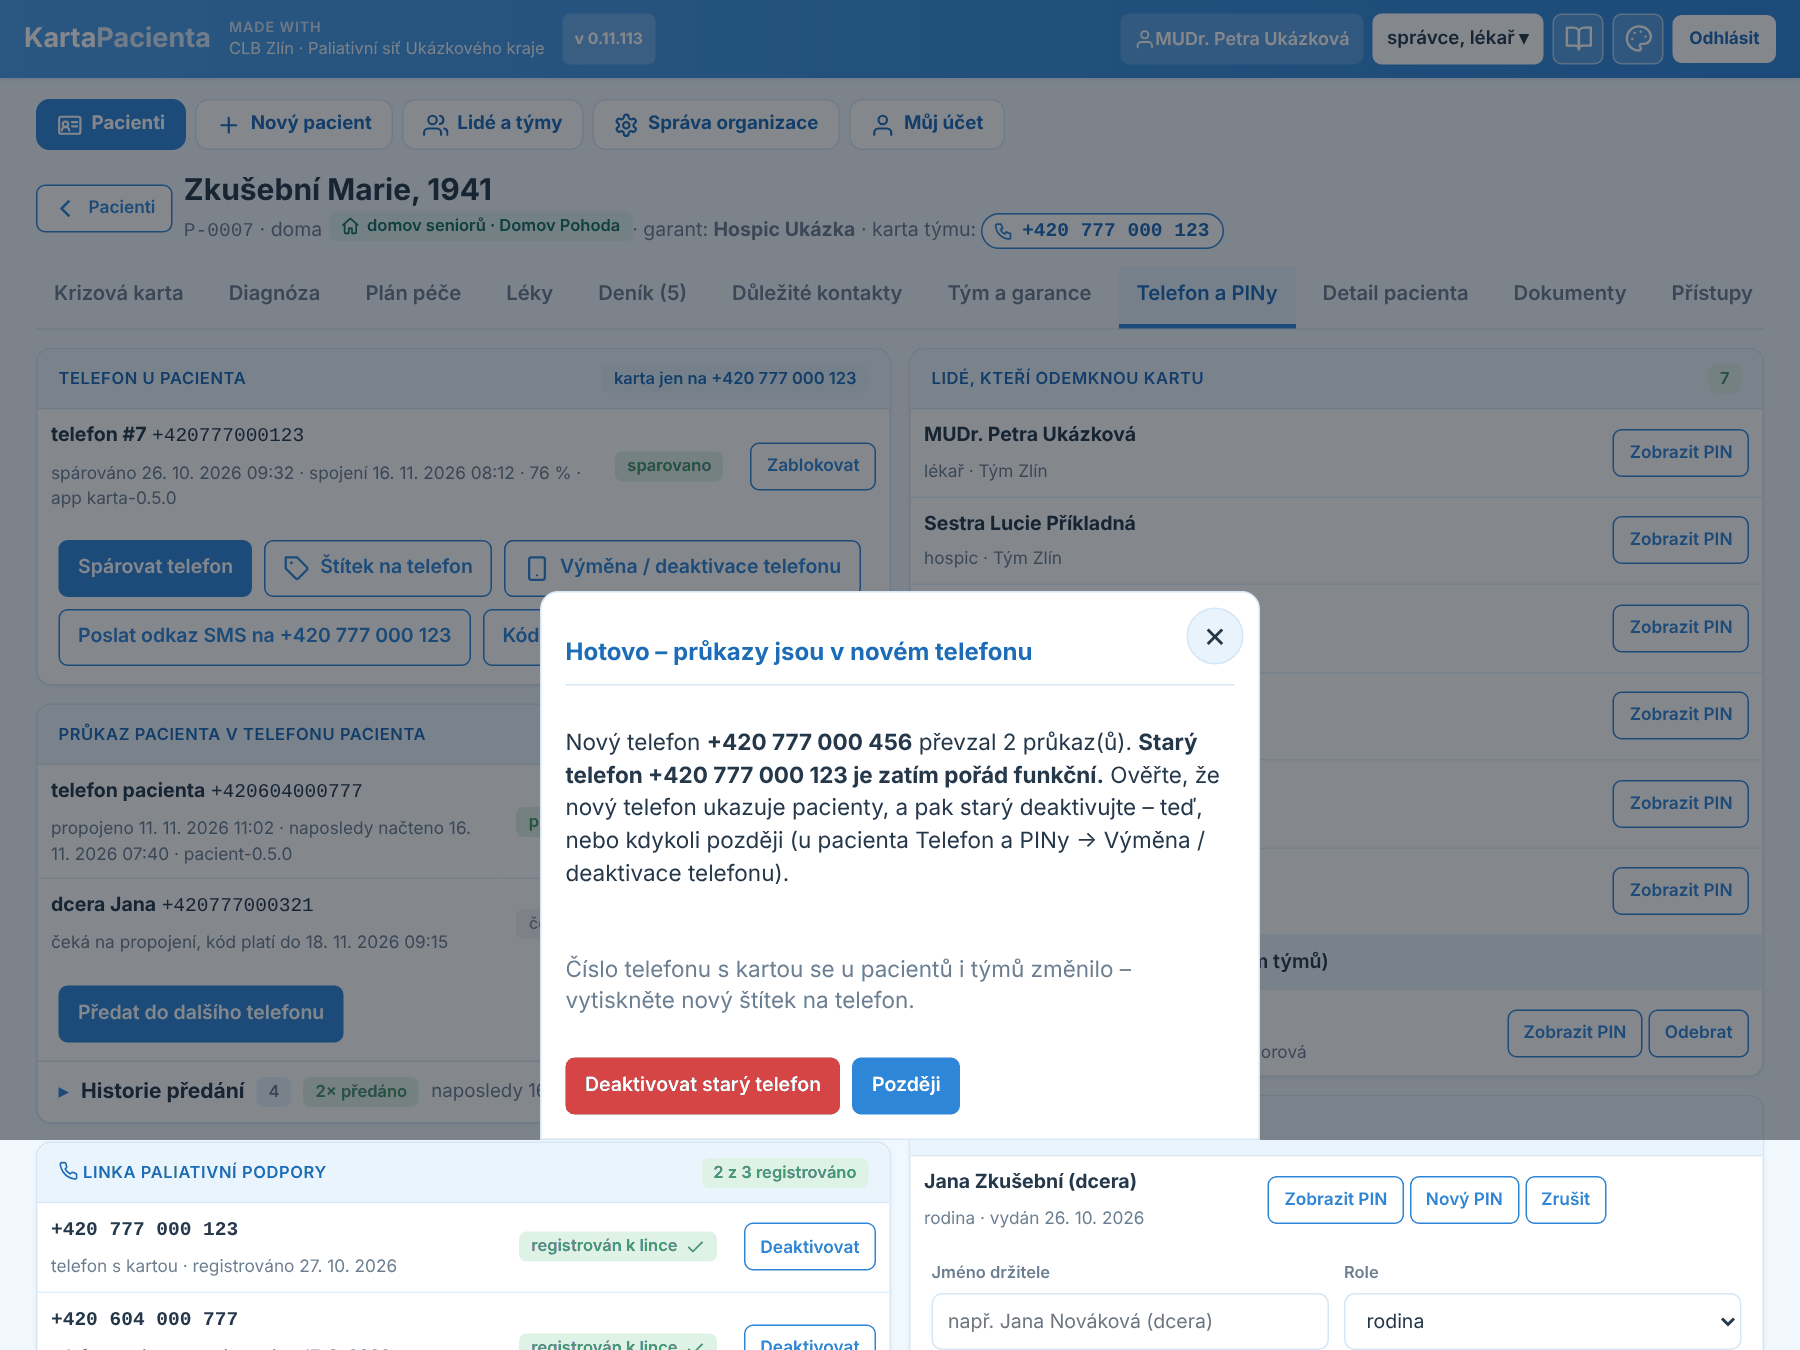 KartaPacienta
MADE WITH
CLB Zlín · Paliativní síť Ukázkového kraje
v 0.11.113
MUDr. Petra Ukázková
správce, lékař ▾
Odhlásit
Pacienti
Nový pacient
Lidé a týmy
Správa organizace
Můj účet
Pacienti
Zkušební Marie, 1941
P-0007 · doma domov seniorů · Domov Pohoda · garant: Hospic Ukázka · karta týmu: +420 777 000 123
Krizová karta
Diagnóza
Plán péče
Léky
Deník (5)
Důležité kontakty
Tým a garance
Telefon a PINy
Detail pacienta
Dokumenty
Přístupy
TELEFON U PACIENTA
karta jen na +420 777 000 123
telefon #7 +420777000123
spárováno 26. 10. 2026 09:32 · spojení 16. 11. 2026 08:12 · 76 % ·
app karta-0.5.0
sparovano
Zablokovat
Spárovat telefon
Štítek na telefon
Výměna / deaktivace telefonu
Poslat odkaz SMS na +420 777 000 123
Kód
PRŮKAZ PACIENTA V TELEFONU PACIENTA
telefon pacienta +420604000777
propojeno 11. 11. 2026 11:02 · naposledy načteno 16.
11. 2026 07:40 · pacient-0.5.0
dcera Jana +420777000321
čeká na propojení, kód platí do 18. 11. 2026 09:15
Předat do dalšího telefonu
▸ Historie předání
4
2× předáno
naposledy
LINKA PALIATIVNÍ PODPORY
2 z 3 registrováno
+420 777 000 123
telefon s kartou · registrováno 27. 10. 2026
registrován k lince ✓
Deaktivovat
+420 604 000 777
registrován k lince
Deaktivovat
LIDÉ, KTEŘÍ ODEMKNOU KARTU
7
MUDr. Petra Ukázková
lékař · Tým Zlín
Zobrazit PIN
Sestra Lucie Příkladná
hospic · Tým Zlín
Zobrazit PIN
Zobrazit PIN
Zobrazit PIN
Zobrazit PIN
Zobrazit PIN
týmů)
Zobrazit PIN
Odebrat
Jana Zkušební (dcera)
rodina · vydán 26. 10. 2026
Zobrazit PIN
Nový PIN
Zrušit
Jméno držitele
např. Jana Nováková (dcera)
Role
rodina
Hotovo – průkazy jsou v novém telefonu
Nový telefon +420 777 000 456 převzal 2 průkaz(ů). Starý
telefon +420 777 000 123 je zatím pořád funkční. Ověřte, že
nový telefon ukazuje pacienty, a pak starý deaktivujte – teď,
nebo kdykoli později (u pacienta Telefon a PINy → Výměna /
deaktivace telefonu).
Číslo telefonu s kartou se u pacientů i týmů změnilo –
vytiskněte nový štítek na telefon.
Deaktivovat starý telefon
Později